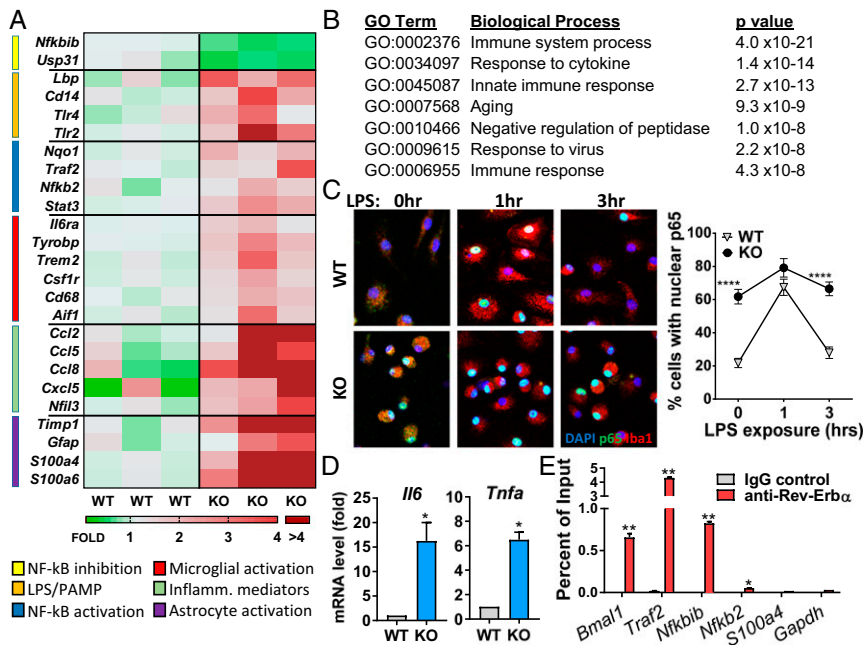 A
Nfkbib
Usp31
Lbp
Cd14
Tlr4
Tlr2
Nqo1
Traf2
Nfkb2
Stat3
Il6ra
Tyrobp
Trem2
Csf1r
Cd68
Aif1
Ccl2
Ccl5
Ccl8
Cxcl5
Nfil3
Timp1
Gfap
S100a4
S100a6
WT WT WT KO KO KO
FOLD 1 2 3 4 >4
NF-kB inhibition
LPS/PAMP
NF-kB activation
Microglial activation
Inflamm. mediators
Astrocyte activation
B
GO Term Biological Process p value
GO:0002376 Immune system process 4.0 x10-21
GO:0034097 Response to cytokine 1.4 x10-14
GO:0045087 Innate immune response 2.7 x10-13
GO:0007568 Aging 9.3 x10-9
GO:0010466 Negative regulation of peptidase 1.0 x10-8
GO:0009615 Response to virus 2.2 x10-8
GO:0006955 Immune response 4.3 x10-8
C
LPS: 0hr 1hr 3hr
WT
KO
DAPI p65 Iba1
% cells with nuclear p65
100
80
60
40
20
0
WT
KO
**** ****
0 1 3
LPS exposure (hrs)
D
mRNA level (fold)
Il6
25
20
15
10
5
0
*
WT KO
Tnfa
10
8
6
4
2
0
*
WT KO
E
Percent of Input
4
2
1.0
0.5
0.0
IgG control
anti-Rev-Erbα
** ** ** *
Bmal1 Traf2 Nfkbib Nfkb2 S100a4 Gapdh